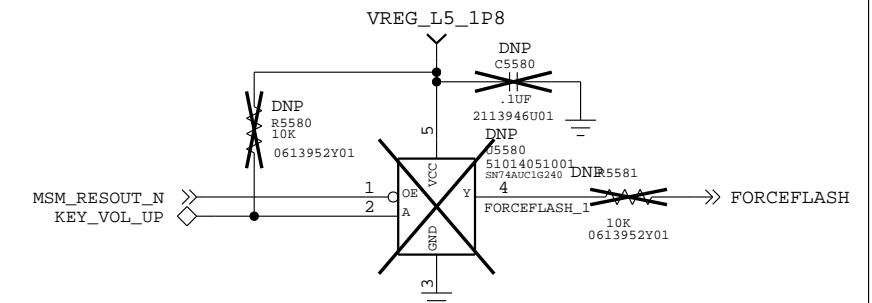 VREG_L5_1P8
DNP
C5580
.1UF
2113946U01
DNP
R5580
10K
0613952Y01
5
DNP
U5580
51014051001
SN74AUC1G240
VCC
MSM_RESOUT_N
1
OE
KEY_VOL_UP
2
A
Y
4
FORCEFLASH_1
DNP
R5581
10K
0613952Y01
FORCEFLASH
GND
3